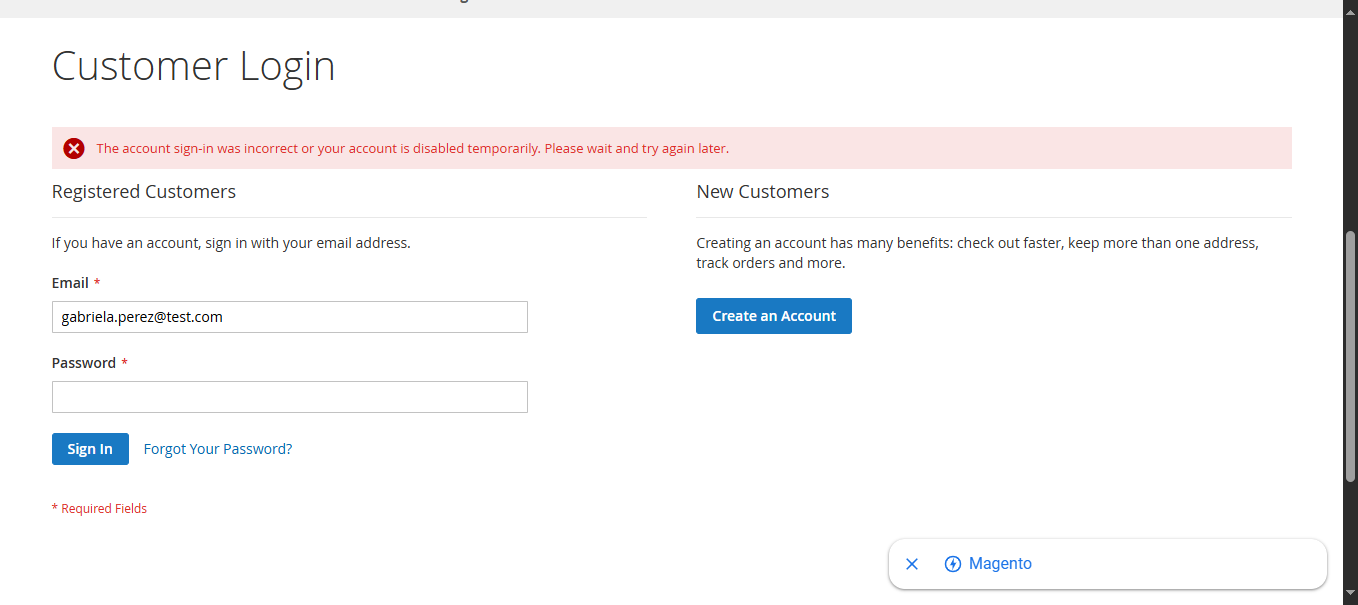 Customer Login
The account sign-in was incorrect or your account is disabled temporarily. Please wait and try again later.
Registered Customers
If you have an account, sign in with your email address.
Email *
gabriela.perez@test.com
Password *
Sign In
Forgot Your Password?
* Required Fields
New Customers
Creating an account has many benefits: check out faster, keep more than one address,
track orders and more.
Create an Account
Magento